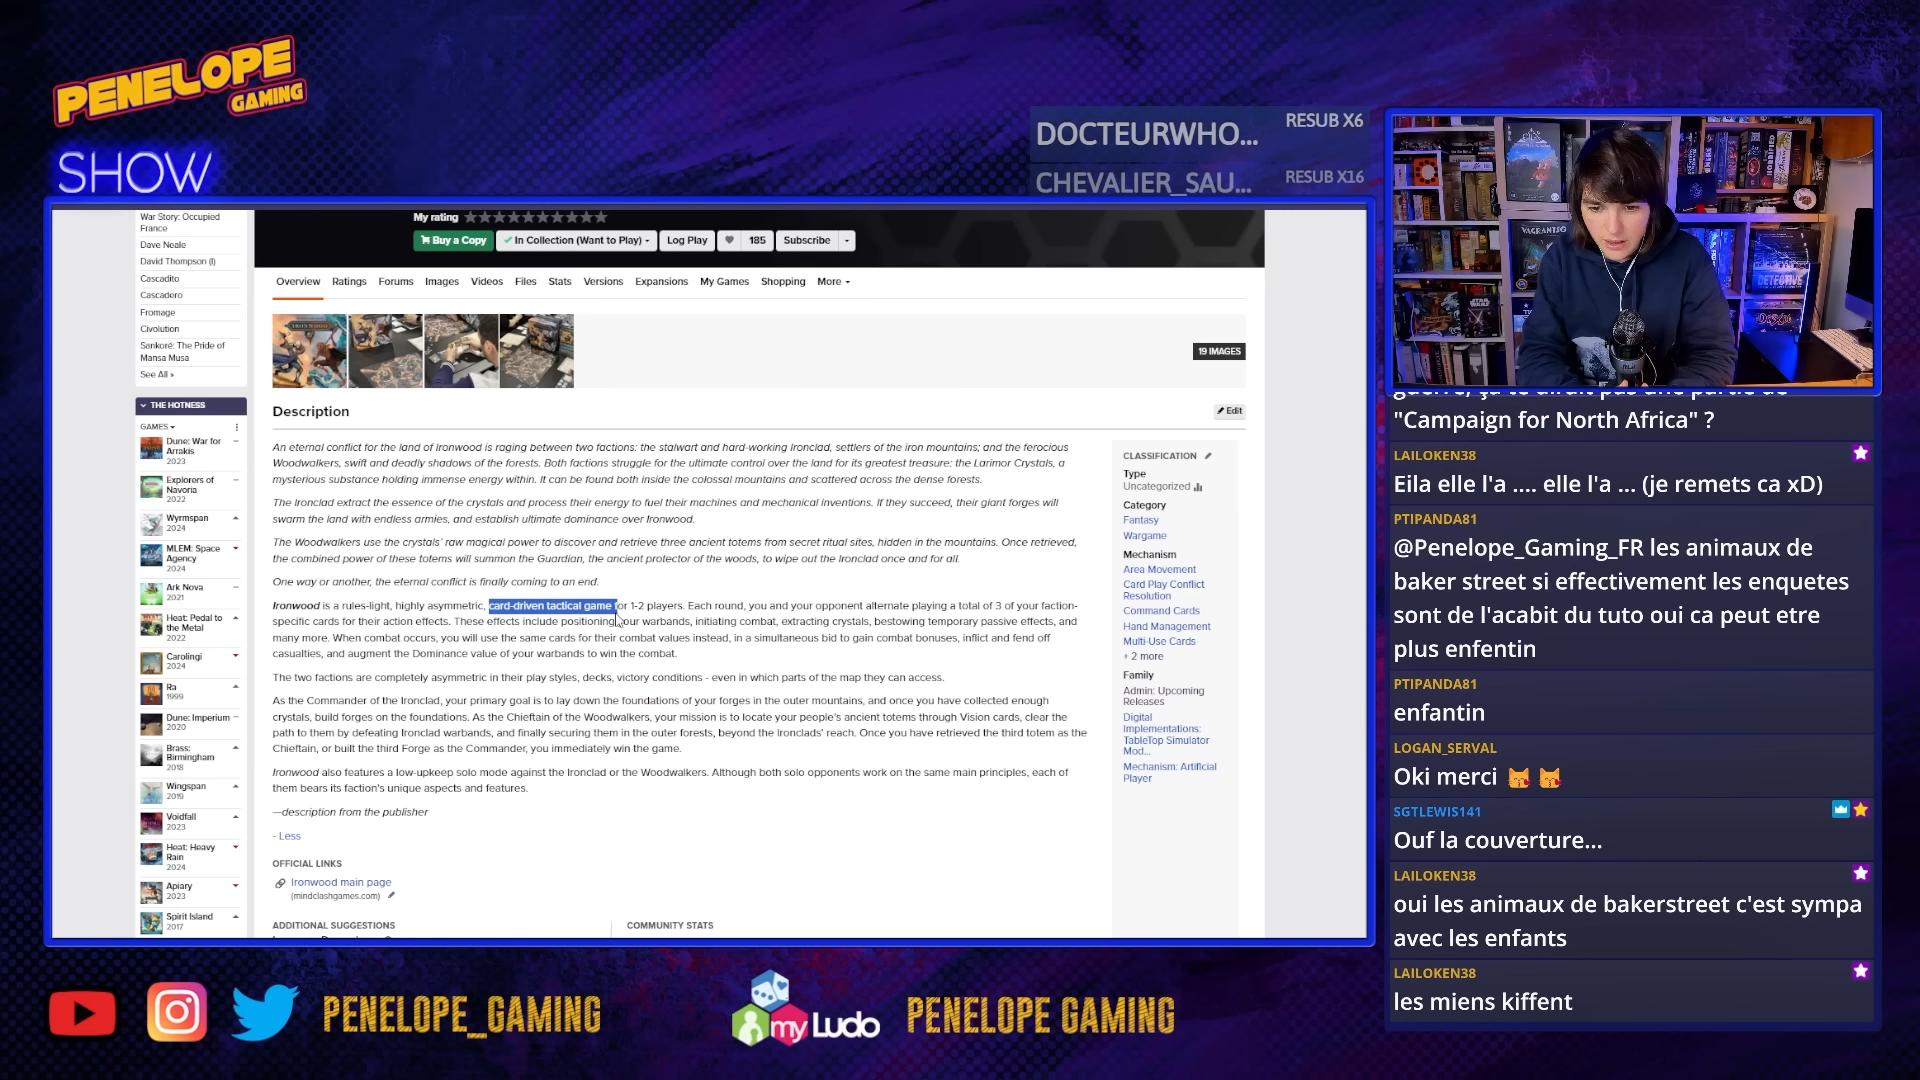 PENELOPE
GAMING
SHOW
DOCTEURWHO... RESUB X6
CHEVALIER_SAU... RESUB X16
War Story: Occupied
France
Dave Neale
David Thompson (I)
Cascadito
Cascadero
Fromage
Civolution
Sankoré: The Pride of
Mansa Musa
See All »
THE HOTNESS
GAMES
Dune: War for
Arrakis
2023
Explorers of
Navoria
2022
Wyrmspan
2024
MLEM: Space
Agency
2024
Ark Nova
2021
Heat: Pedal to
the Metal
2022
Carolingi
2024
Ra
1999
Dune: Imperium
2020
Brass:
Birmingham
2018
Wingspan
2019
Voidfall
2023
Heat: Heavy
Rain
2024
Apiary
2023
Spirit Island
2017
My rating
Buy a Copy In Collection (Want to Play) Log Play 185 Subscribe
Overview Ratings Forums Images Videos Files Stats Versions Expansions My Games Shopping More
19 IMAGES
Description
Edit
An eternal conflict for the land of Ironwood is raging between two factions: the stalwart and hard-working Ironclad, settlers of the iron mountains; and the ferocious
Woodwalkers, swift and deadly shadows of the forests. Both factions struggle for the ultimate control over the land for its greatest treasure: the Larimor Crystals, a
mysterious substance holding immense energy within. It can be found both inside the colossal mountains and scattered across the dense forests.
The Ironclad extract the essence of the crystals and process their energy to fuel their machines and mechanical inventions. If they succeed, their giant forges will
swarm the land with endless armies, and establish ultimate dominance over Ironwood.
The Woodwalkers use the crystals' raw magical power to discover and retrieve three ancient totems from secret ritual sites, hidden in the mountains. Once retrieved,
the combined power of these totems will summon the Guardian, the ancient protector of the woods, to wipe out the Ironclad once and for all.
One way or another, the eternal conflict is finally coming to an end.
Ironwood is a rules-light, highly asymmetric, card-driven tactical game for 1-2 players. Each round, you and your opponent alternate playing a total of 3 of your faction-
specific cards for their action effects. These effects include positioning your warbands, initiating combat, extracting crystals, bestowing temporary passive effects, and
many more. When combat occurs, you will use the same cards for their combat values instead, in a simultaneous bid to gain combat bonuses, inflict and fend off
casualties, and augment the Dominance value of your warbands to win the combat.
The two factions are completely asymmetric in their play styles, decks, victory conditions - even in which parts of the map they can access.
As the Commander of the Ironclad, your primary goal is to lay down the foundations of your forges in the outer mountains, and once you have collected enough
crystals, build forges on the foundations. As the Chieftain of the Woodwalkers, your mission is to locate your people's ancient totems through Vision cards, clear the
path to them by defeating Ironclad warbands, and finally securing them in the outer forests, beyond the Ironclads' reach. Once you have retrieved the third totem as the
Chieftain, or built the third Forge as the Commander, you immediately win the game.
Ironwood also features a low-upkeep solo mode against the Ironclad or the Woodwalkers. Although both solo opponents work on the same main principles, each of
them bears its faction's unique aspects and features.
—description from the publisher
- Less
OFFICIAL LINKS
Ironwood main page
(mindclashgames.com)
ADDITIONAL SUGGESTIONS
COMMUNITY STATS
CLASSIFICATION
Type
Uncategorized
Category
Fantasy
Wargame
Mechanism
Area Movement
Card Play Conflict
Resolution
Command Cards
Hand Management
Multi-Use Cards
+ 2 more
Family
Admin: Upcoming
Releases
Digital
Implementations:
TableTop Simulator
Mod...
Mechanism: Artificial
Player
VAGRANTSONG
STAR
WARS
DETECTIVE
guerre, ça te dirait pas une partie de
"Campaign for North Africa" ?
LAILOKEN38
Eila elle l'a .... elle l'a ... (je remets ca xD)
PTIPANDA81
@Penelope_Gaming_FR les animaux de
baker street si effectivement les enquetes
sont de l'acabit du tuto oui ca peut etre
plus enfentin
PTIPANDA81
enfantin
LOGAN_SERVAL
Oki merci
SGTLEWIS141
Ouf la couverture...
LAILOKEN38
oui les animaux de bakerstreet c'est sympa
avec les enfants
LAILOKEN38
les miens kiffent
PENELOPE_GAMING
myLudo
PENELOPE GAMING